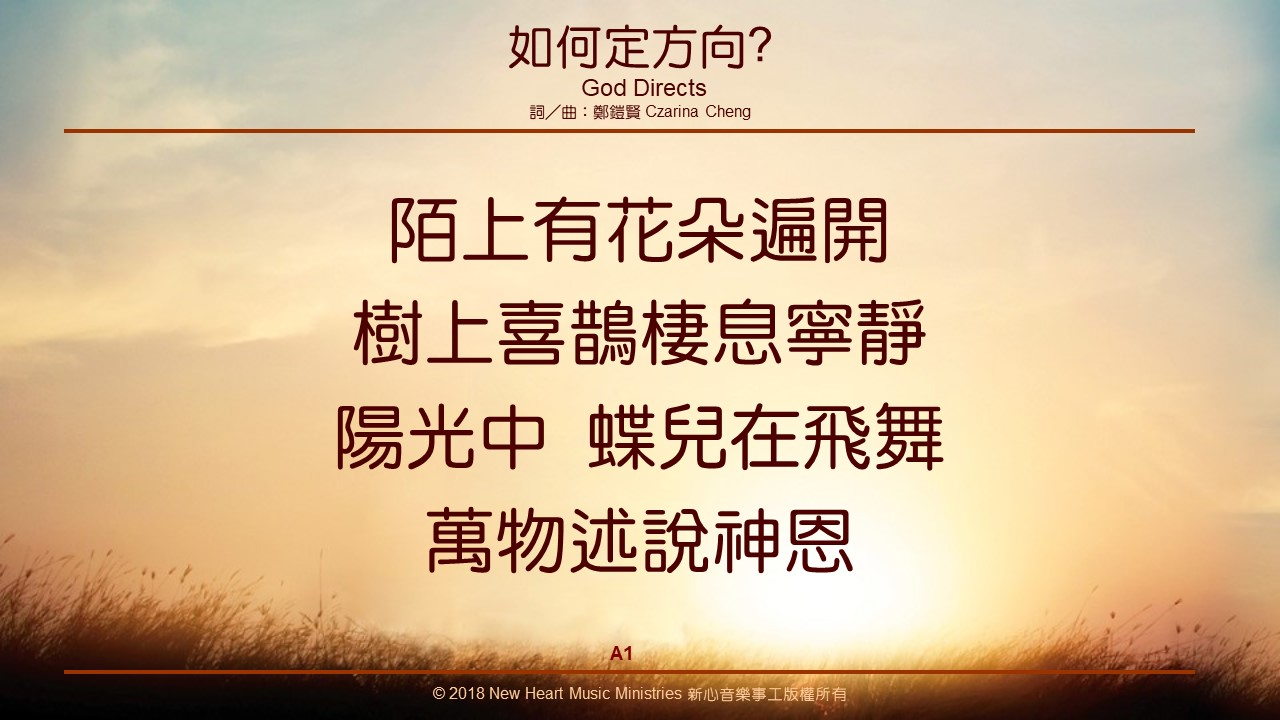 如何定方向?
God Directs
詞／曲：鄭鎧賢 Czarina Cheng
陌上有花朵遍開
樹上喜鵲棲息寧靜
陽光中 蝶兒在飛舞
萬物述說神恩
A1
© 2018 New Heart Music Ministries 新心音樂事工版權所有